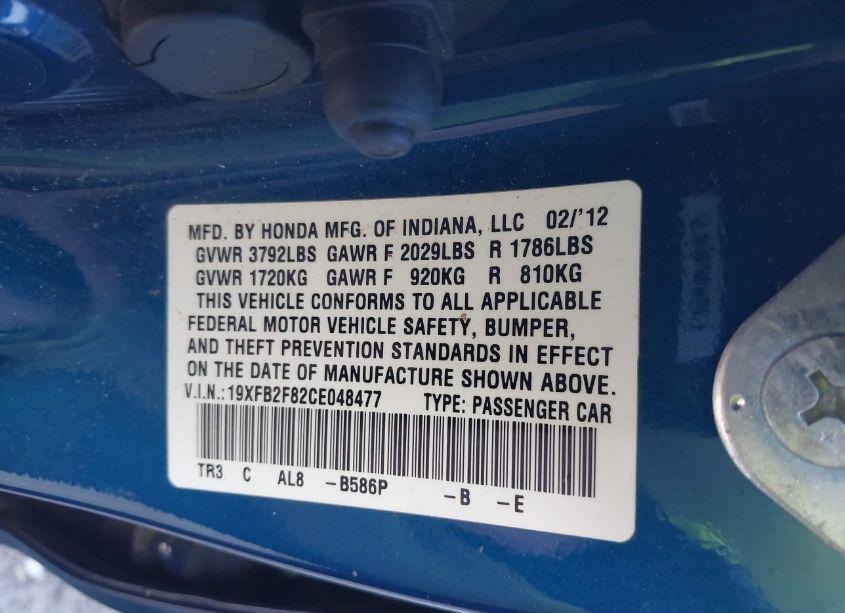 MFD. BY HONDA MFG. OF INDIANA, LLC 02/'12
GVWR 3792LBS GAWR F 2029LBS R 1786LBS
GVWR 1720KG GAWR F 920KG R 810KG
THIS VEHICLE CONFORMS TO ALL APPLICABLE
FEDERAL MOTOR VEHICLE SAFETY, BUMPER,
AND THEFT PREVENTION STANDARDS IN EFFECT
ON THE DATE OF MANUFACTURE SHOWN ABOVE.
V.I.N.:19XFB2F82CE048477 TYPE: PASSENGER CAR
TR3 C AL8 -B586P -B -E